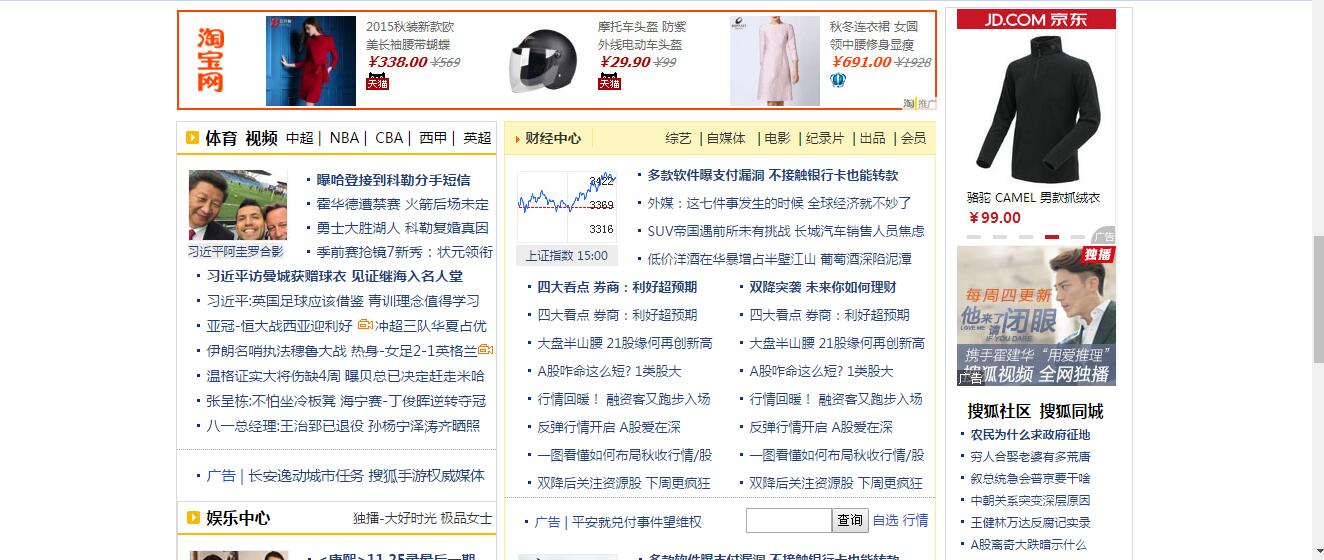 淘
宝
网
2015秋装新款欧
美长袖腰带蝴蝶
￥338.00 ¥569
天猫
摩托车头盔 防紫
外线电动车头盔
￥29.90 ¥99
天猫
秋冬连衣裙 女圆
领中腰修身显瘦
￥691.00 ¥1928
淘 推广
体育 视频 中超 | NBA | CBA | 西甲 | 英超
习近平阿圭罗合影
曝哈登接到科勒分手短信
霍华德遭禁赛 火箭后场未定
勇士大胜湖人 科勒复婚真因
季前赛抢镜7新秀：状元领衔
习近平访曼城获赠球衣 见证继海入名人堂
习近平:英国足球应该借鉴 青训理念值得学习
亚冠-恒大战西亚迎利好 冲超三队华夏占优
伊朗名哨执法穗鲁大战 热身-女足2-1英格兰
温格证实大将伤缺4周 曝贝总已决定赶走米哈
张呈栋:不怕坐冷板凳 海宁赛-丁俊晖逆转夺冠
八一总经理:王治郅已退役 孙杨宁泽涛齐晒照
广告 | 长安逸动城市任务 搜狐手游权威媒体
娱乐中心 独播-大好时光 极品女士
财经中心 综艺 | 自媒体 | 电影 | 纪录片 | 出品 | 会员
3422
3369
3316
上证指数 15:00
多款软件曝支付漏洞 不接触银行卡也能转款
外媒：这七件事发生的时候 全球经济就不妙了
SUV帝国遇前所未有挑战 长城汽车销售人员焦虑
低价洋酒在华暴增占半壁江山 葡萄酒深陷泥潭
四大看点 券商：利好超预期
四大看点 券商：利好超预期
大盘半山腰 21股缘何再创新高
A股咋命这么短? 1类股大
行情回暖！ 融资客又跑步入场
反弹行情开启 A股爱在深
一图看懂如何布局秋收行情/股
双降后关注资源股 下周更疯狂
双降突袭 未来你如何理财
四大看点 券商：利好超预期
大盘半山腰 21股缘何再创新高
A股咋命这么短? 1类股大
行情回暖！ 融资客又跑步入场
反弹行情开启 A股爱在深
一图看懂如何布局秋收行情/股
双降后关注资源股 下周更疯狂
广告 | 平安就兑付事件望维权 查询 自选 行情
JD.COM 京东
骆驼 CAMEL 男款抓绒衣
￥99.00
广告
独播
每周四更新
他来了
请闭眼
LOVE ME
IF YOU DARE
携手霍建华“用爱推理”
搜狐视频 全网独播
广告
搜狐社区 搜狐同城
农民为什么求政府征地
穷人合娶老婆有多荒唐
叙总统急会普京要干啥
中朝关系突变深层原因
王健林万达反腐记实录
A股离奇大跌暗示什么